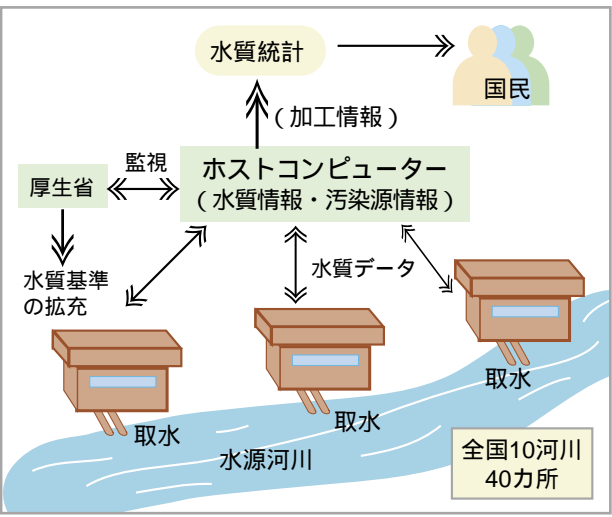 水質統計
国民
(加工情報)
ホストコンピューター
(水質情報・汚染源情報)
監視
厚生省
水質基準
の拡充
水質データ
取水
取水
取水
水源河川
全国10河川
40カ所